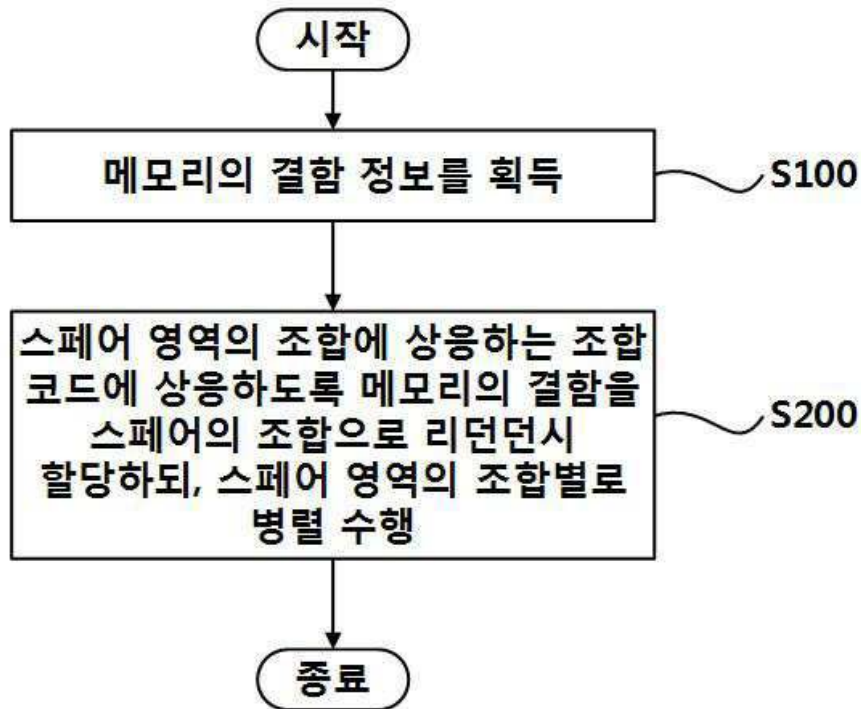 시작
메모리의 결함 정보를 획득
S100
스페어 영역의 조합에 상응하는 조합
코드에 상응하도록 메모리의 결함을
스페어의 조합으로 리던던시
할당하되, 스페어 영역의 조합별로
병렬 수행
S200
종료